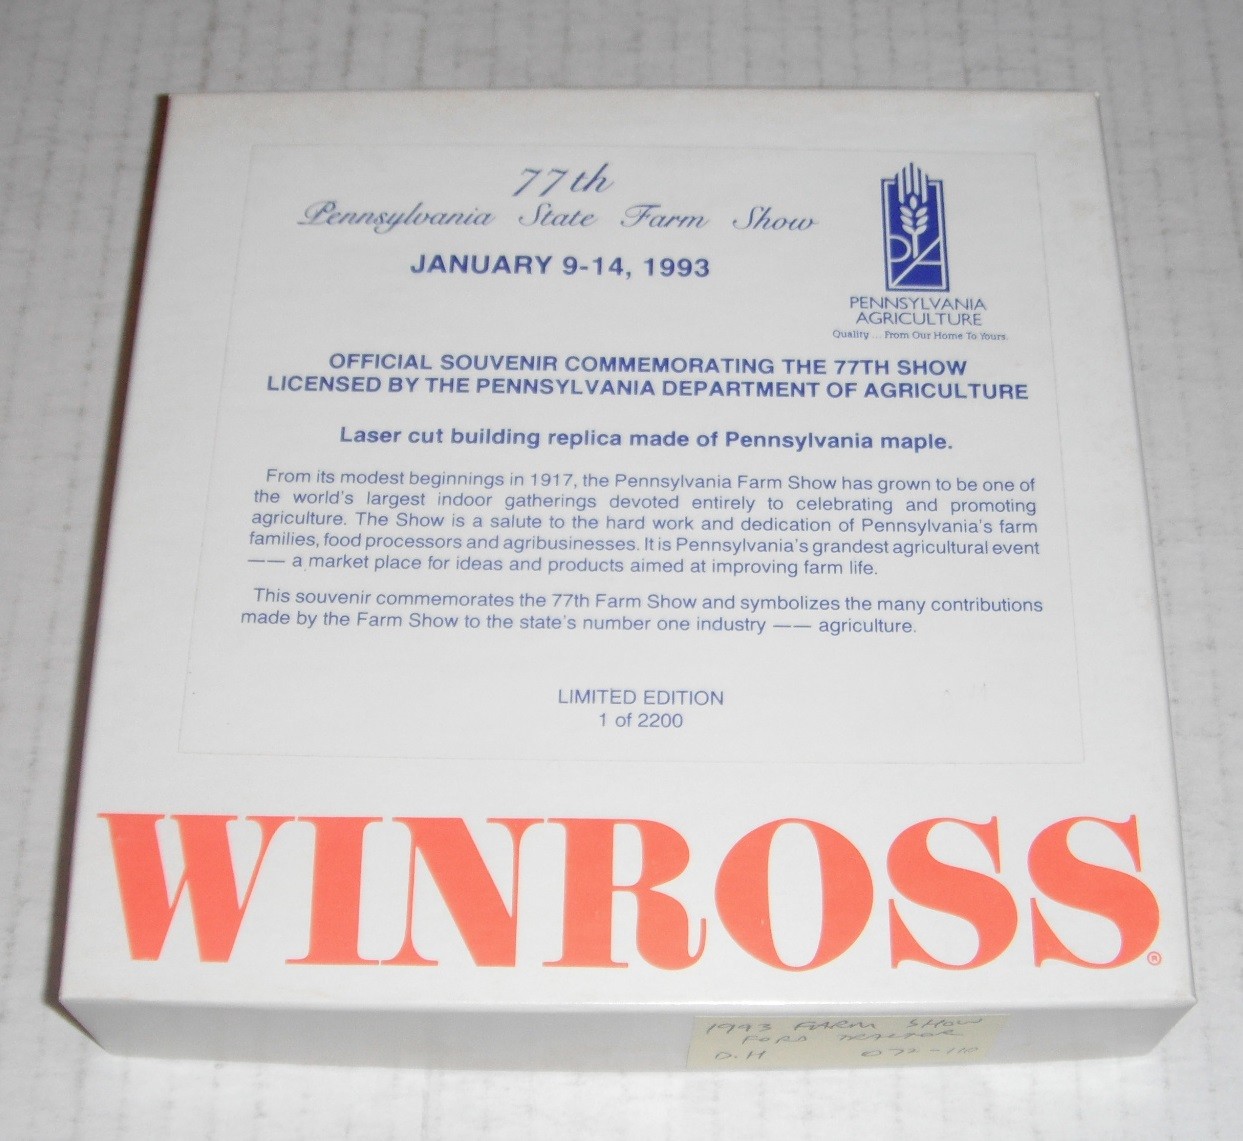 77th
Pennsylvania State Farm Show
JANUARY 9-14, 1993
PA
PENNSYLVANIA
AGRICULTURE
Quality ... From Our Home To Yours.
OFFICIAL SOUVENIR COMMEMORATING THE 77TH SHOW
LICENSED BY THE PENNSYLVANIA DEPARTMENT OF AGRICULTURE
Laser cut building replica made of Pennsylvania maple.
From its modest beginnings in 1917, the Pennsylvania Farm Show has grown to be one of
the world's largest indoor gatherings devoted entirely to celebrating and promoting
agriculture. The Show is a salute to the hard work and dedication of Pennsylvania's farm
families, food processors and agribusinesses. It is Pennsylvania's grandest agricultural event
—— a market place for ideas and products aimed at improving farm life.
This souvenir commemorates the 77th Farm Show and symbolizes the many contributions
made by the Farm Show to the state's number one industry —— agriculture.
LIMITED EDITION
1 of 2200
WINROSS®
1993 FARM SHOW
FORD TRACTOR
D.H